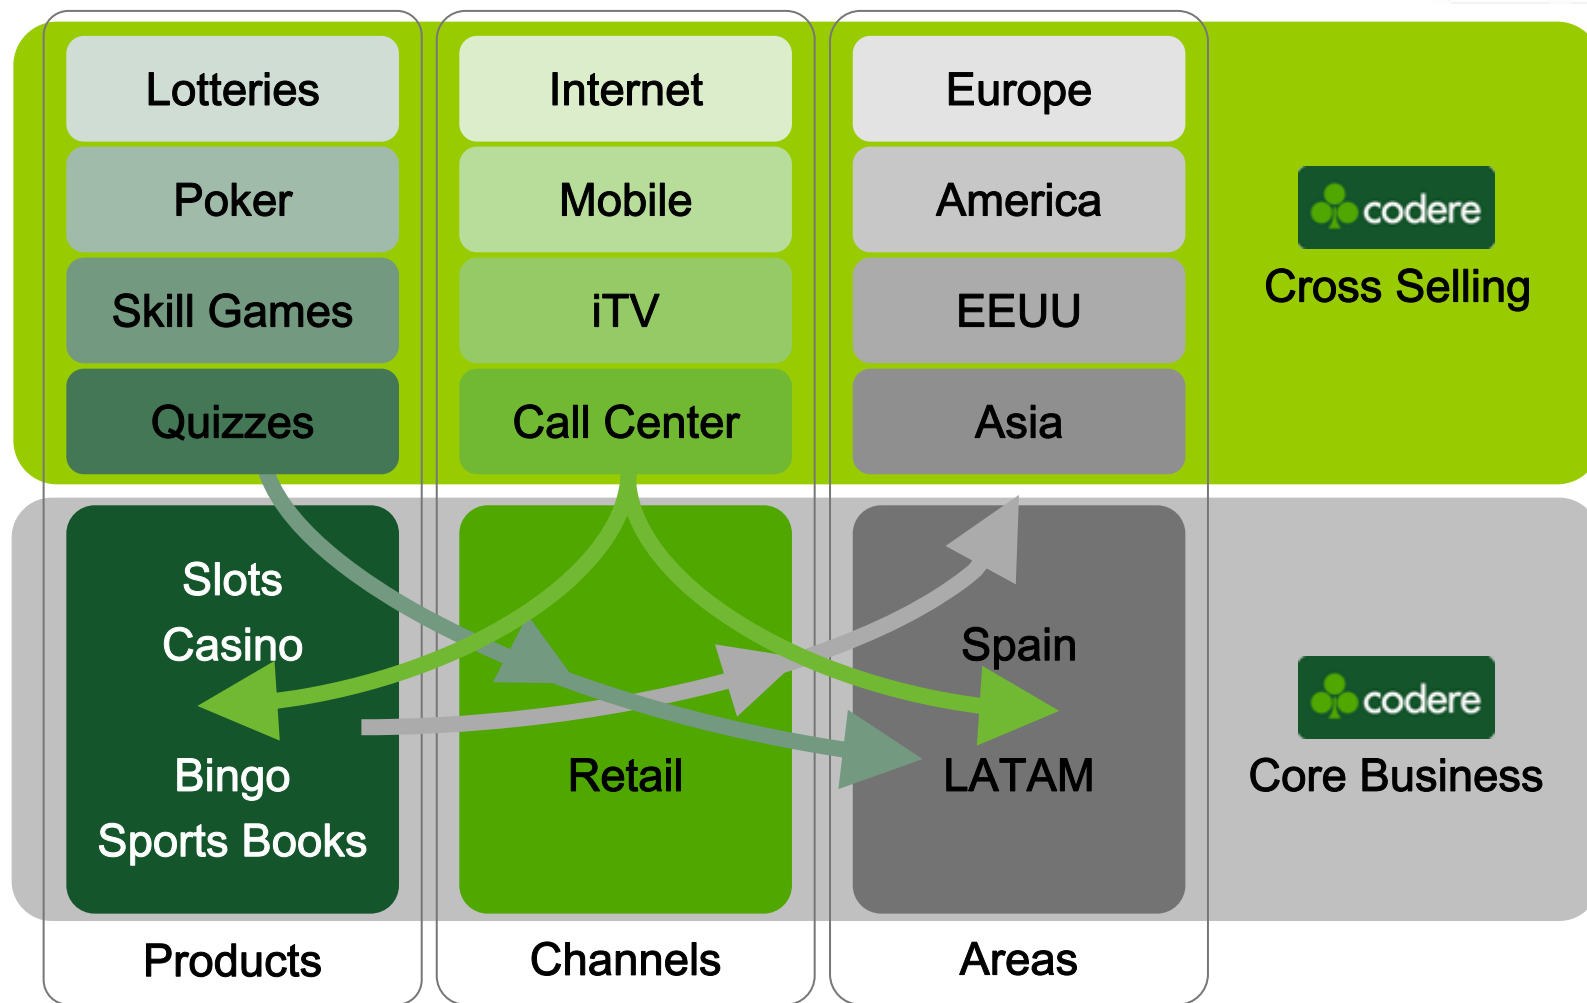 Lotteries
Poker
Skill Games
Quizzes
Internet
Mobile
iTV
Call Center
Europe
America
EEUU
Asia
codere
Cross Selling
Slots
Casino
Bingo
Sports Books
Retail
Spain
LATAM
codere
Core Business
Products
Channels
Areas